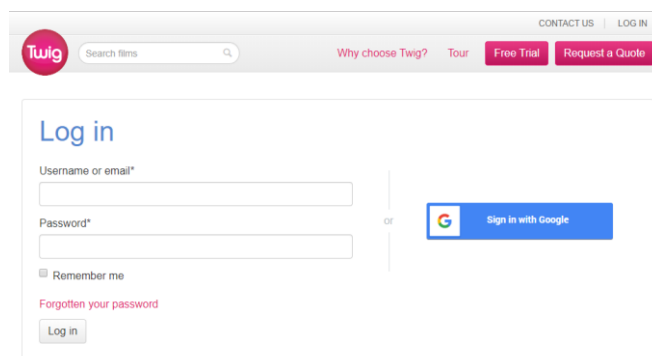 CONTACT US | LOG IN
Twig Search films Why choose Twig? Tour Free Trial Request a Quote
Log in
Username or email*
Password*
or
G Sign in with Google
Remember me
Forgotten your password
Log in